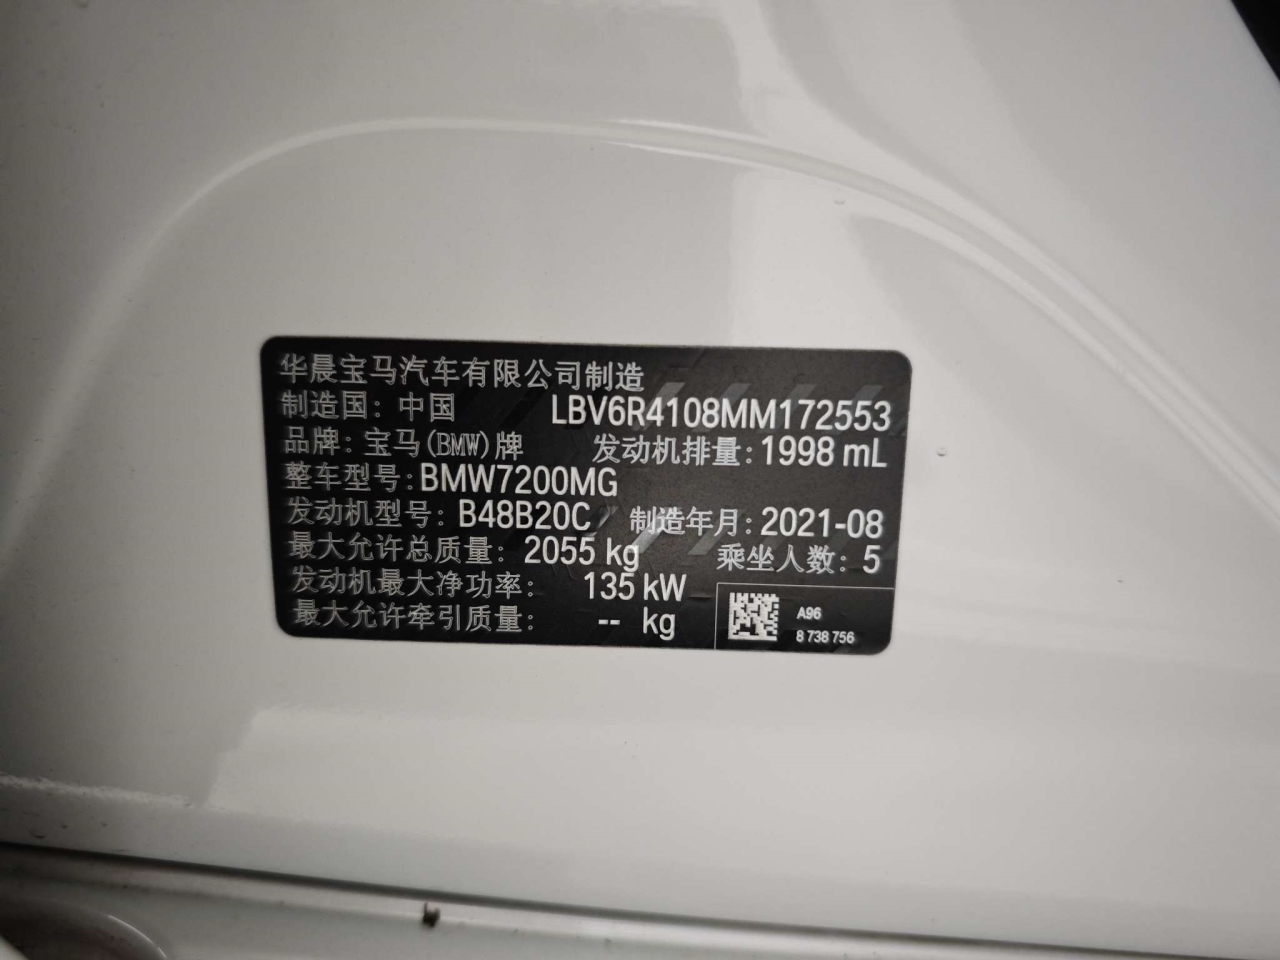 华晨宝马汽车有限公司制造
制造国: 中国 LBV6R4108MM172553
品牌: 宝马(BMW)牌 发动机排量: 1998 mL
整车型号: BMW7200MG
发动机型号: B48B20C 制造年月: 2021-08
最大允许总质量: 2055 kg 乘坐人数: 5
发动机最大净功率: 135 kW
最大允许牵引质量: -- kg
A96
8 738 756